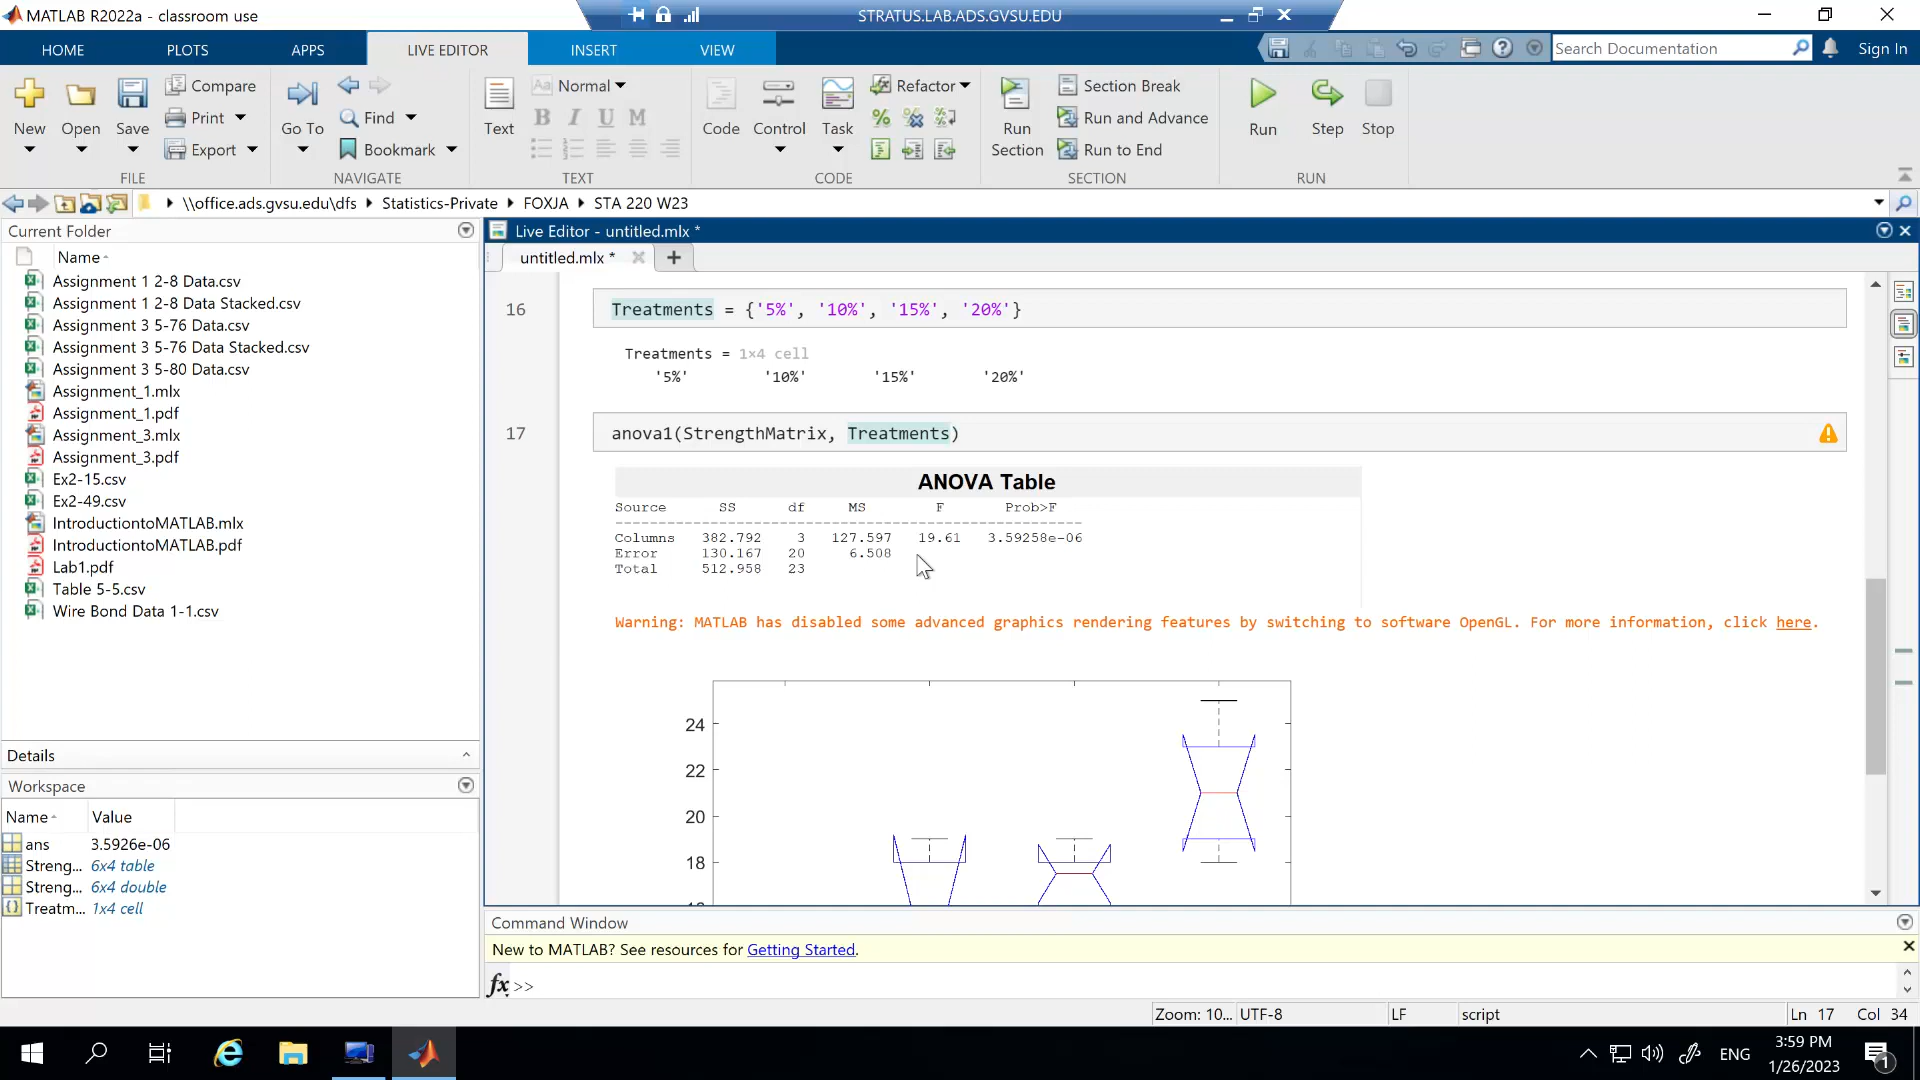 MATLAB R2022a - classroom use
STRATUS.LAB.ADS.GVSU.EDU
HOME PLOTS APPS LIVE EDITOR INSERT VIEW
Search Documentation
Sign In
New
Open
Save
Compare
Print
Export
FILE
Go To
Find
Bookmark
NAVIGATE
Text
Aa Normal
B I U M
TEXT
Code
Control
Task
Refactor
CODE
Run Section
Section Break
Run and Advance
Run to End
SECTION
Run
Step
Stop
RUN
\\office.ads.gvsu.edu\dfs Statistics-Private FOXJA STA 220 W23
Current Folder
Name
Assignment 1 2-8 Data.csv
Assignment 1 2-8 Data Stacked.csv
Assignment 3 5-76 Data.csv
Assignment 3 5-76 Data Stacked.csv
Assignment 3 5-80 Data.csv
Assignment_1.mlx
Assignment_1.pdf
Assignment_3.mlx
Assignment_3.pdf
Ex2-15.csv
Ex2-49.csv
IntroductiontoMATLAB.mlx
IntroductiontoMATLAB.pdf
Lab1.pdf
Table 5-5.csv
Wire Bond Data 1-1.csv
Details
Workspace
Name Value
ans 3.5926e-06
Streng... 6x4 table
Streng... 6x4 double
Treatm... 1x4 cell
Live Editor - untitled.mlx *
untitled.mlx *
16 Treatments = {'5%', '10%', '15%', '20%'}
Treatments = 1×4 cell
'5%' '10%' '15%' '20%'
17 anova1(StrengthMatrix, Treatments)
ANOVA Table
Source SS df MS F Prob>F
Columns 382.792 3 127.597 19.61 3.59258e-06
Error 130.167 20 6.508
Total 512.958 23
Warning: MATLAB has disabled some advanced graphics rendering features by switching to software OpenGL. For more information, click here.
24
22
20
18
Command Window
New to MATLAB? See resources for Getting Started.
fx >>
Zoom: 10... UTF-8 LF script Ln 17 Col 34
ENG
3:59 PM
1/26/2023
1